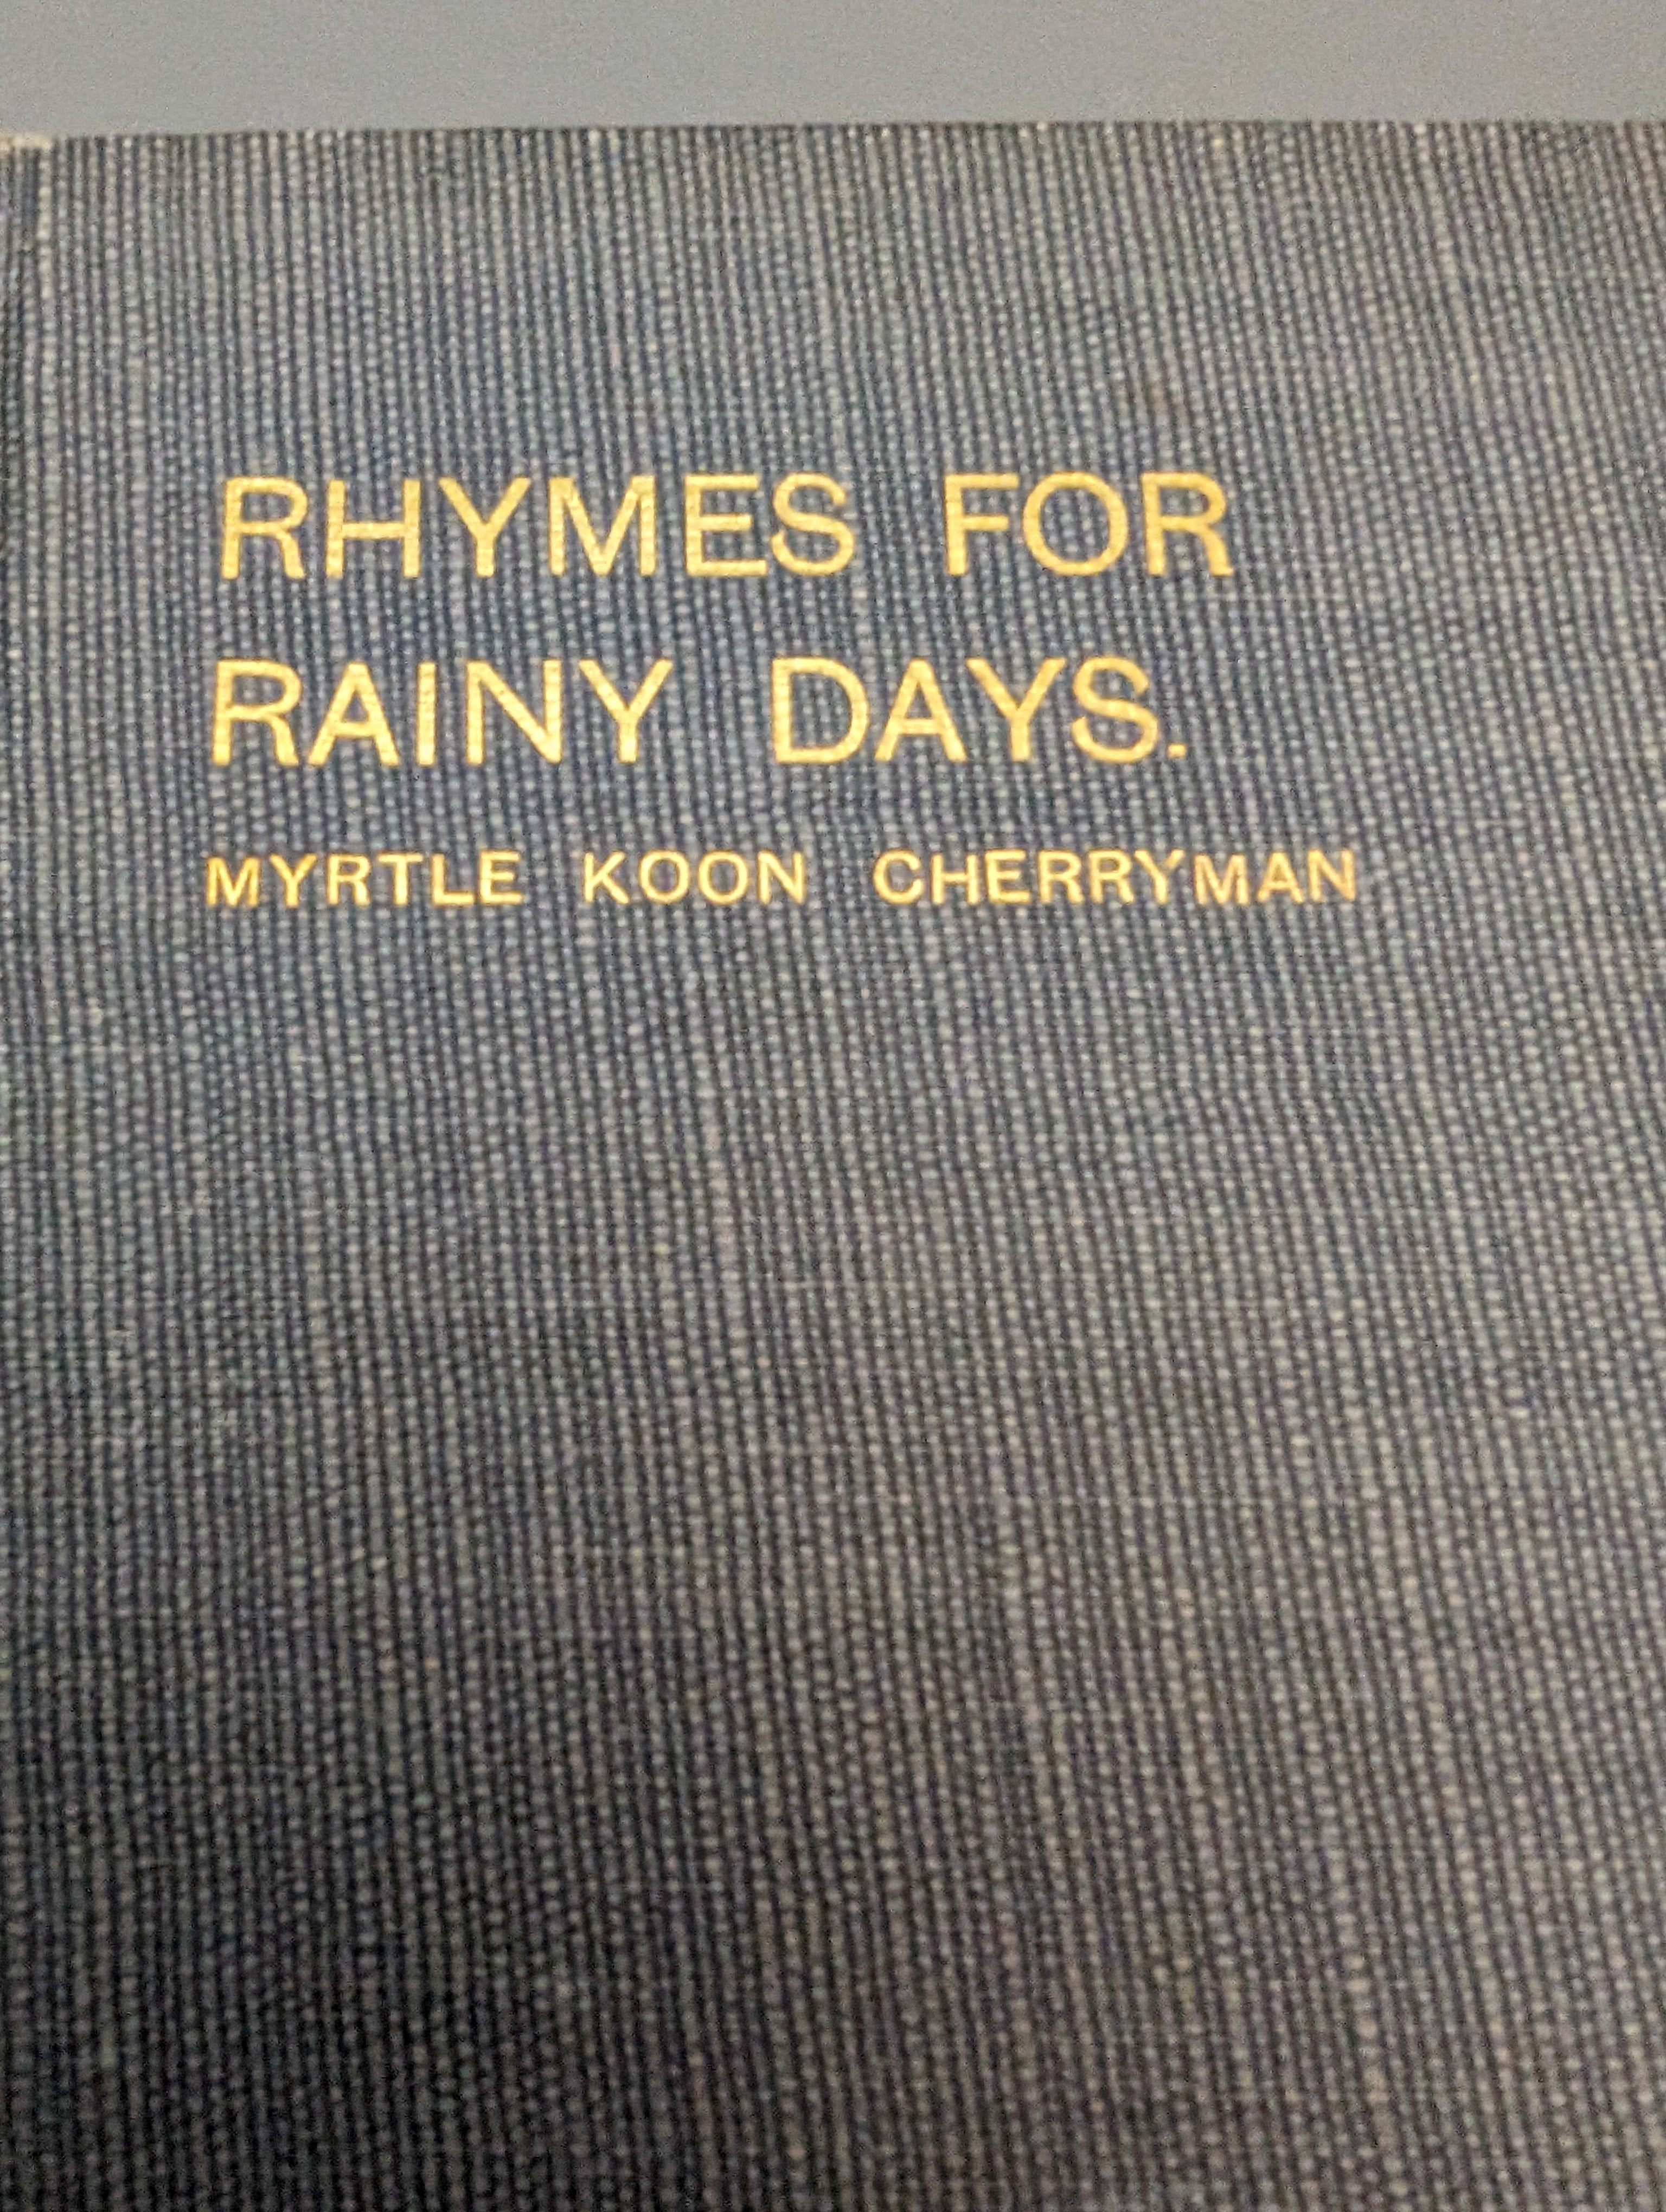 RHYMES FOR
RAINY DAYS.
MYRTLE KOON CHERRYMAN